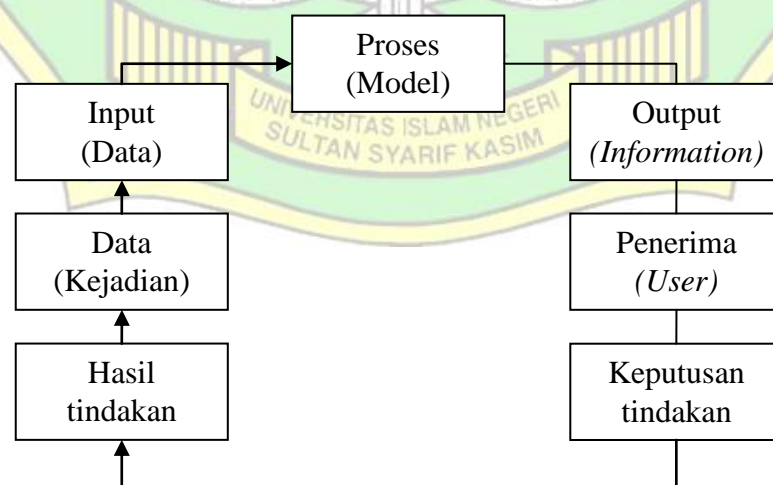 Proses
(Model)
Input
(Data)
Output
(Information)
UNIVERSITAS ISLAM NEGERI
SULTAN SYARIF KASIM
Data
(Kejadian)
Penerima
(User)
Hasil
tindakan
Keputusan
tindakan